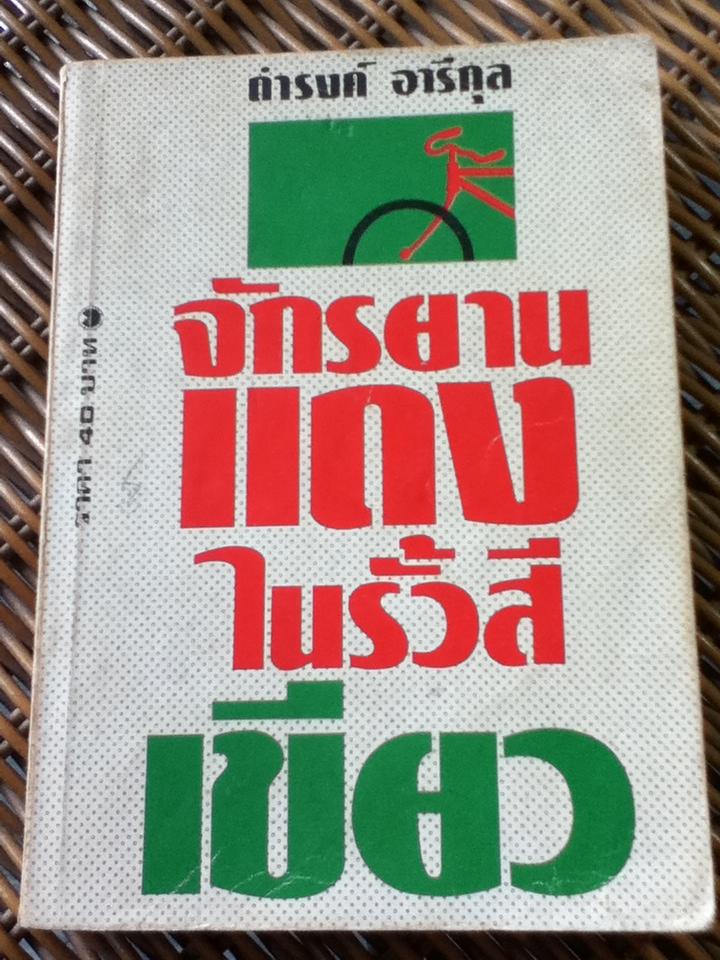 ดำรงค์ อารีกุล
จักรยาน
แดง
ในรั้วสี
เขียว
ราคา 40 บาท